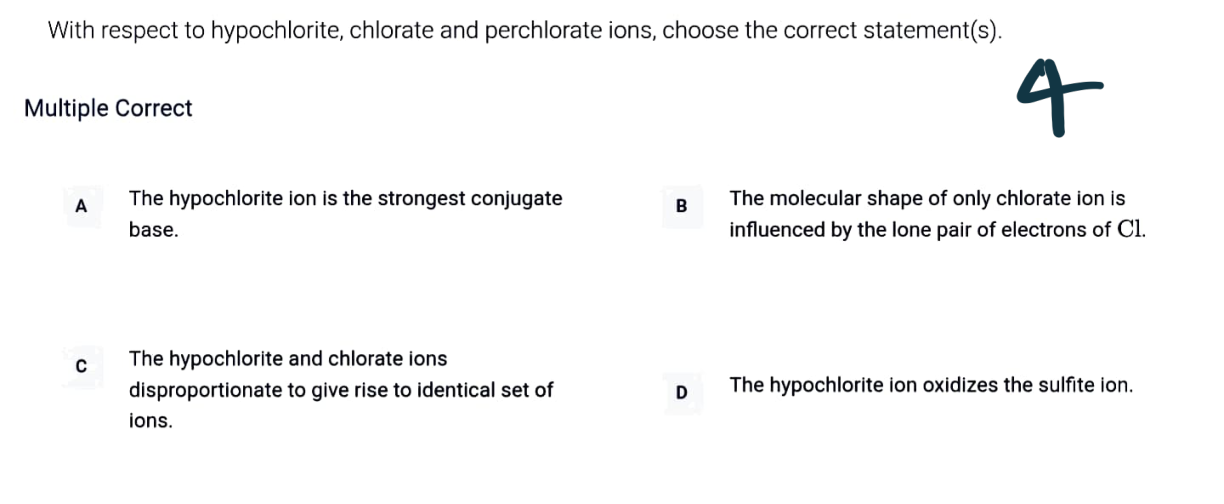 With respect to hypochlorite, chlorate and perchlorate ions, choose the correct statement(s).
4
Multiple Correct
A
The hypochlorite ion is the strongest conjugate
base.
B
The molecular shape of only chlorate ion is
influenced by the lone pair of electrons of Cl.
C
The hypochlorite and chlorate ions
disproportionate to give rise to identical set of
ions.
D
The hypochlorite ion oxidizes the sulfite ion.